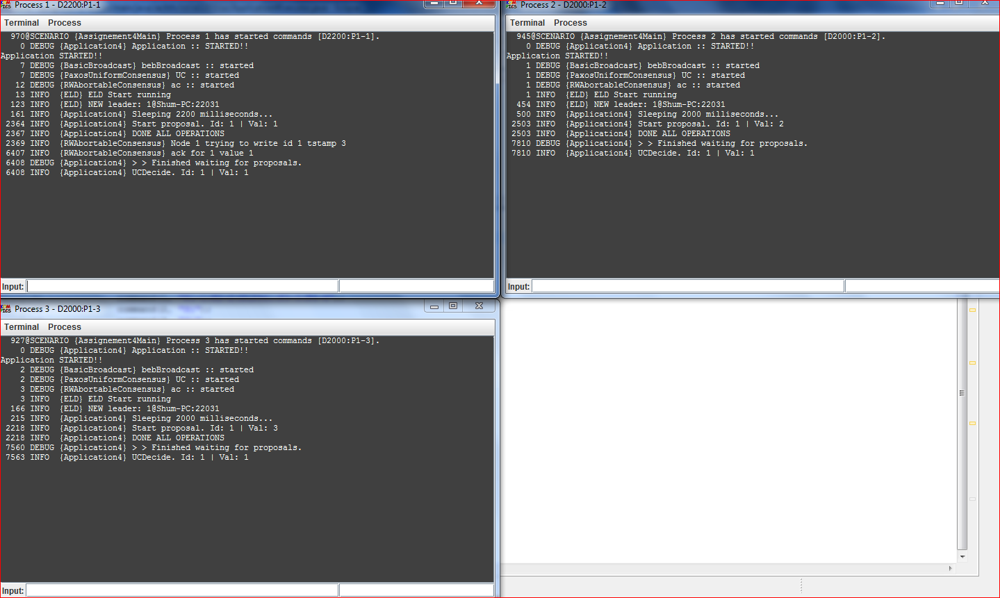 Process 1 - D2200:P1-1
Terminal Process
970@SCENARIO {Assignement4Main} Process 1 has started commands [D2200:P1-1].
0 DEBUG {Application4} Application :: STARTED!!
Application STARTED!!
7 DEBUG {BasicBroadcast} bebBroadcast :: started
7 DEBUG {PaxosUniformConsensus} UC :: started
12 DEBUG {RWAbortableConsensus} ac :: started
13 INFO {ELD} ELD Start running
123 INFO {ELD} NEW leader: 1@Shum-PC:22031
161 INFO {Application4} Sleeping 2200 milliseconds...
2364 INFO {Application4} Start proposal. Id: 1 | Val: 1
2367 INFO {Application4} DONE ALL OPERATIONS
2369 INFO {RWAbortableConsensus} Node 1 trying to write id 1 tstamp 3
6407 INFO {RWAbortableConsensus} ack for 1 value 1
6408 DEBUG {Application4} > > Finished waiting for proposals.
6408 INFO {Application4} UCDecide. Id: 1 | Val: 1
Input:
Process 2 - D2000:P1-2
Terminal Process
945@SCENARIO {Assignement4Main} Process 2 has started commands [D2000:P1-2].
0 DEBUG {Application4} Application :: STARTED!!
Application STARTED!!
1 DEBUG {BasicBroadcast} bebBroadcast :: started
1 DEBUG {PaxosUniformConsensus} UC :: started
1 DEBUG {RWAbortableConsensus} ac :: started
1 INFO {ELD} ELD Start running
454 INFO {ELD} NEW leader: 1@Shum-PC:22031
500 INFO {Application4} Sleeping 2000 milliseconds...
2503 INFO {Application4} Start proposal. Id: 1 | Val: 2
2503 INFO {Application4} DONE ALL OPERATIONS
7810 DEBUG {Application4} > > Finished waiting for proposals.
7810 INFO {Application4} UCDecide. Id: 1 | Val: 1
Input:
Process 3 - D2000:P1-3
Terminal Process
927@SCENARIO {Assignement4Main} Process 3 has started commands [D2000:P1-3].
0 DEBUG {Application4} Application :: STARTED!!
Application STARTED!!
2 DEBUG {BasicBroadcast} bebBroadcast :: started
2 DEBUG {PaxosUniformConsensus} UC :: started
3 DEBUG {RWAbortableConsensus} ac :: started
3 INFO {ELD} ELD Start running
166 INFO {ELD} NEW leader: 1@Shum-PC:22031
215 INFO {Application4} Sleeping 2000 milliseconds...
2218 INFO {Application4} Start proposal. Id: 1 | Val: 3
2218 INFO {Application4} DONE ALL OPERATIONS
7560 DEBUG {Application4} > > Finished waiting for proposals.
7563 INFO {Application4} UCDecide. Id: 1 | Val: 1
Input: